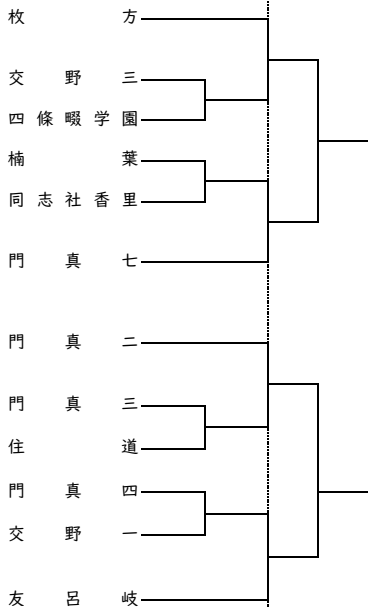 枚方
交野三
四條畷学園
楠葉
同志社香里
門真七
門真二
門真三
住道
門真四
交野一
友呂岐